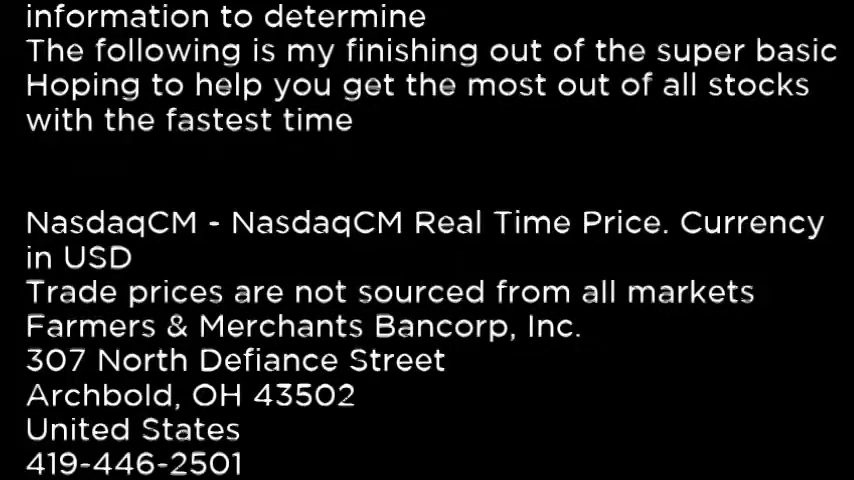 information to determine
The following is my finishing out of the super basic
Hoping to help you get the most out of all stocks
with the fastest time
NasdaqCM - NasdaqCM Real Time Price. Currency
in USD
Trade prices are not sourced from all markets
Farmers & Merchants Bancorp, Inc.
307 North Defiance Street
Archbold, OH 43502
United States
419-446-2501